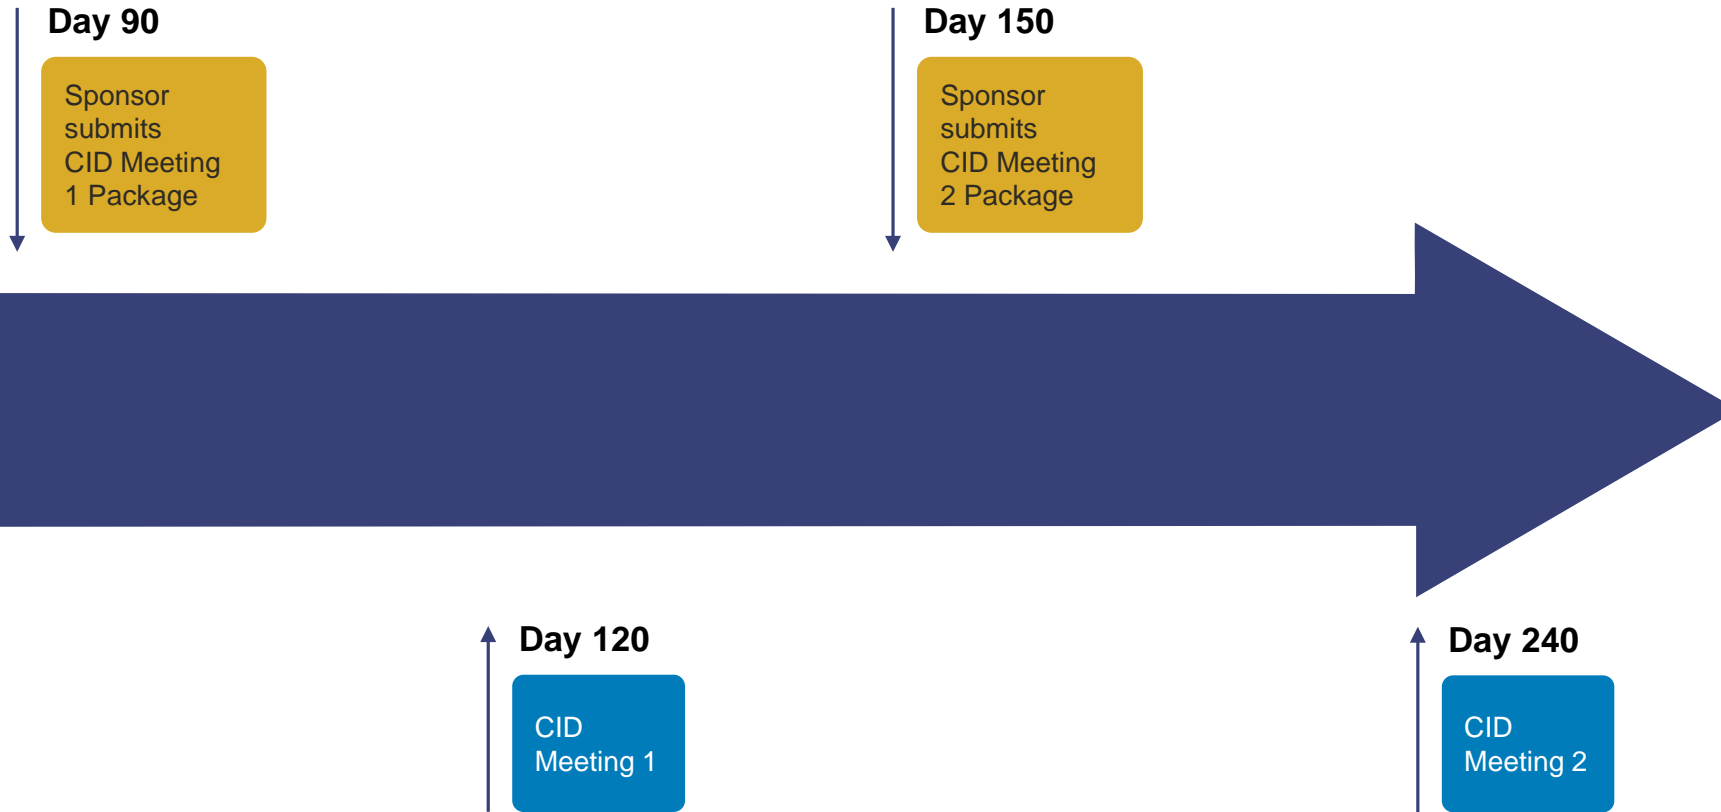 Day 90
Sponsor
submits
CID Meeting
1 Package
Day 150
Sponsor
submits
CID Meeting
2 Package
Day 120
CID
Meeting 1
Day 240
CID
Meeting 2